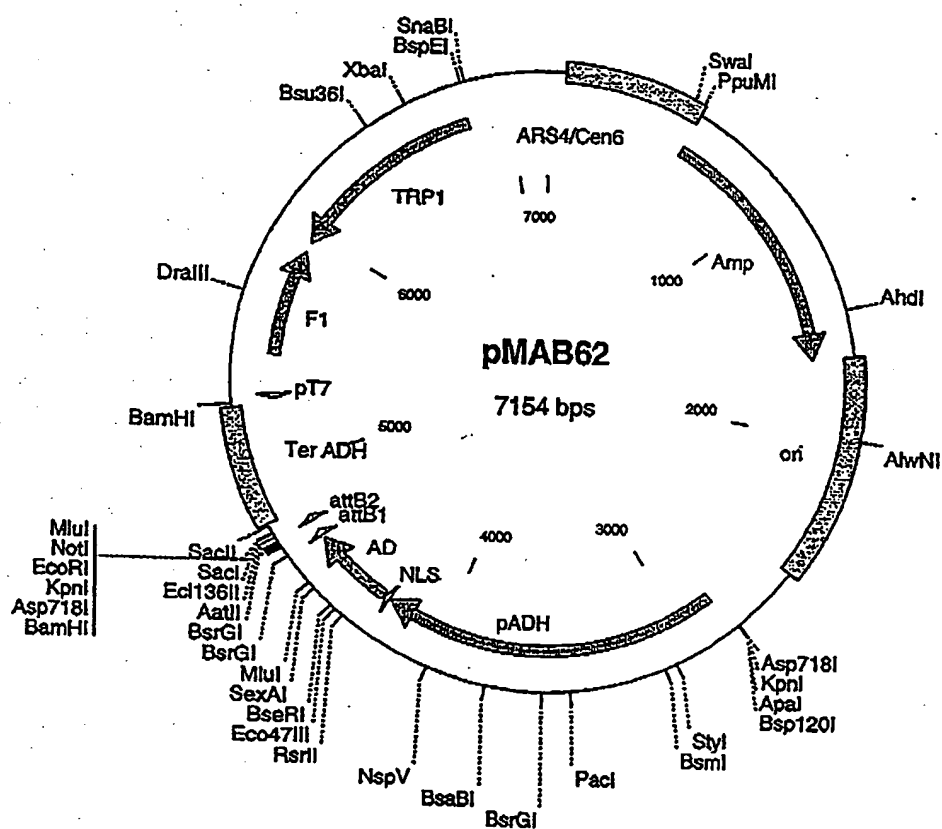 SnaBI
BspEI
XbaI
Bsu36I
SwaI
PpuMI
ARS4/Cen6
TRP1
7000
Amp
1000
DraIII
6000
AhdI
F1
pMAB62
7154 bps
pT7
BamHI
5000
2000
Ter ADH
ori
AlwNI
attB2
attB1
AD
4000
3000
NLS
pADH
MluI
NotI
EcoRI
KpnI
Asp718I
BamHI
SacII
SacI
Ecl136II
AatII
BsrGI
BsrGI
MluI
SexAI
BseRI
Eco47III
RsrII
NspV
BsaBI
BsrGI
PacI
BsmI
StyI
Asp718I
KpnI
ApaI
Bsp120I